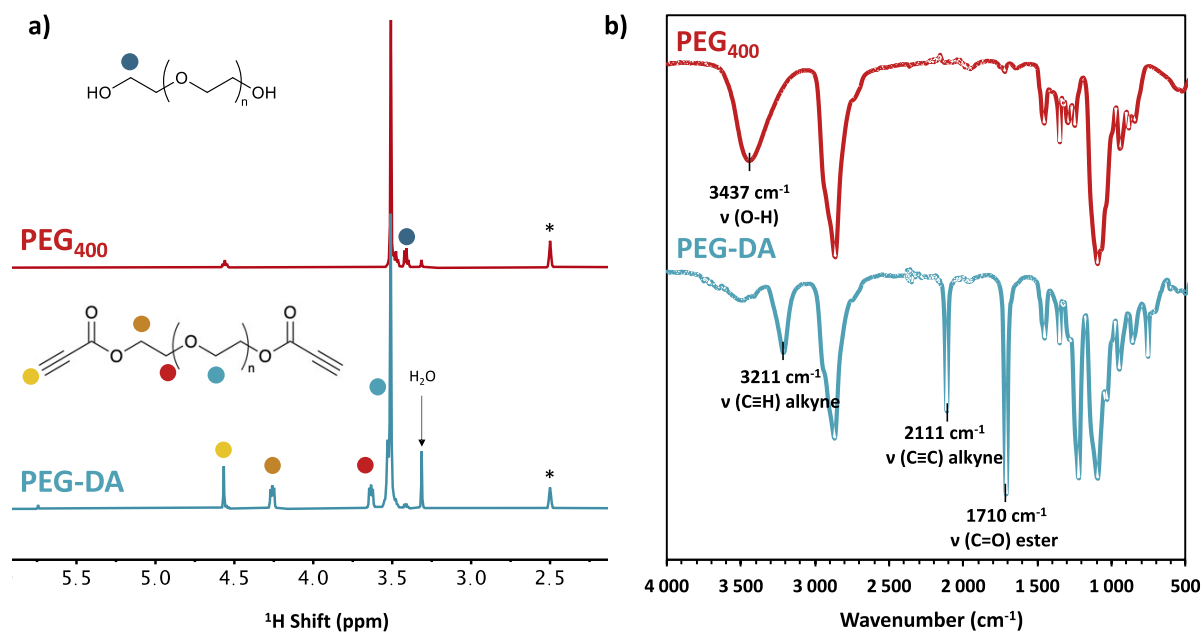 a)
HO
O
n
OH
PEG400
*
O
O
O
O
O
n
H2O
PEG-DA
*
5.5 5.0 4.5 4.0 3.5 3.0 2.5
1H Shift (ppm)
b)
PEG400
3437 cm-1
ν (O-H)
PEG-DA
3211 cm-1
ν (C≡H) alkyne
2111 cm-1
ν (C≡C) alkyne
1710 cm-1
ν (C=O) ester
4 000 3 500 3 000 2 500 2 000 1 500 1 000 500
Wavenumber (cm-1)